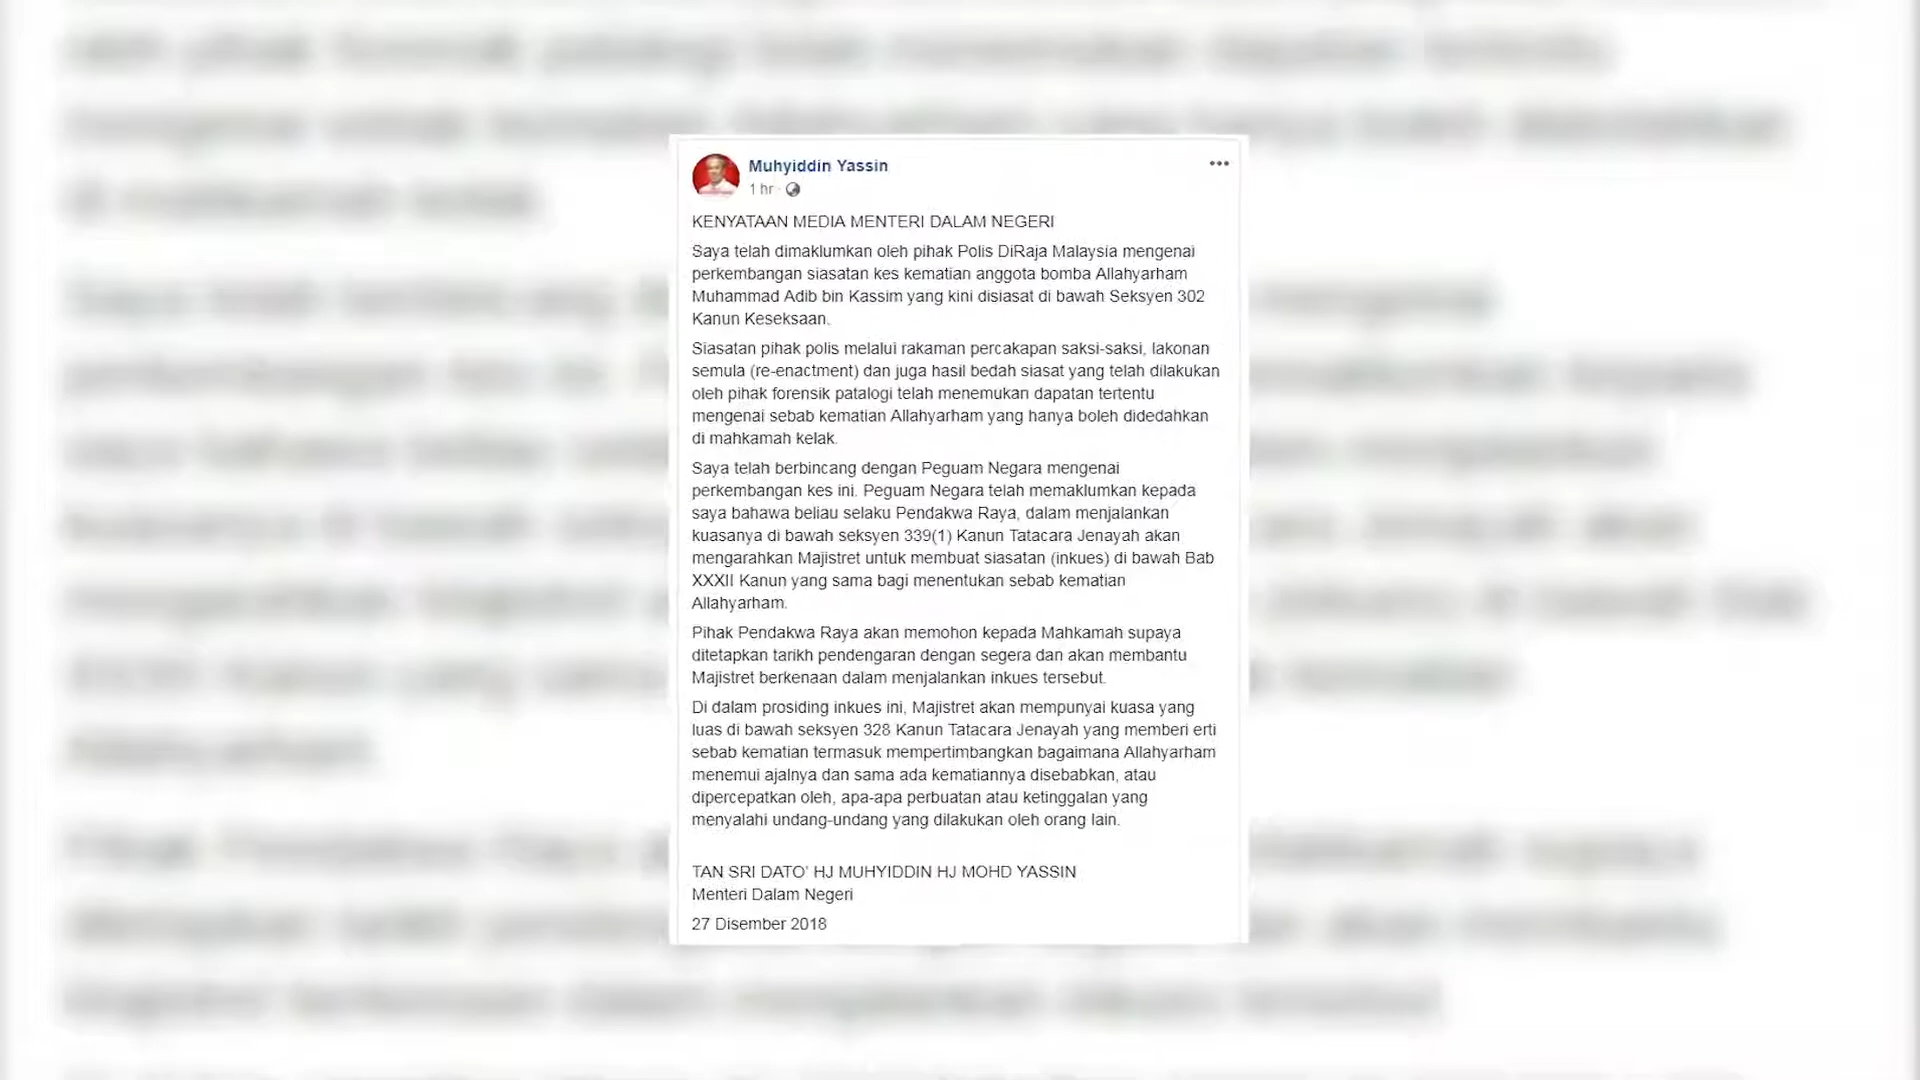 Muhyiddin Yassin
1 hr ·
KENYATAAN MEDIA MENTERI DALAM NEGERI
Saya telah dimaklumkan oleh pihak Polis DiRaja Malaysia mengenai
perkembangan siasatan kes kematian anggota bomba Allahyarham
Muhammad Adib bin Kassim yang kini disiasat di bawah Seksyen 302
Kanun Keseksaan.
Siasatan pihak polis melalui rakaman percakapan saksi-saksi, lakonan
semula (re-enactment) dan juga hasil bedah siasat yang telah dilakukan
oleh pihak forensik patalogi telah menemukan dapatan tertentu
mengenai sebab kematian Allahyarham yang hanya boleh didedahkan
di mahkamah kelak.
Saya telah berbincang dengan Peguam Negara mengenai
perkembangan kes ini. Peguam Negara telah memaklumkan kepada
saya bahawa beliau selaku Pendakwa Raya, dalam menjalankan
kuasanya di bawah seksyen 339(1) Kanun Tatacara Jenayah akan
mengarahkan Majistret untuk membuat siasatan (inkues) di bawah Bab
XXXII Kanun yang sama bagi menentukan sebab kematian
Allahyarham.
Pihak Pendakwa Raya akan memohon kepada Mahkamah supaya
ditetapkan tarikh pendengaran dengan segera dan akan membantu
Majistret berkenaan dalam menjalankan inkues tersebut.
Di dalam prosiding inkues ini, Majistret akan mempunyai kuasa yang
luas di bawah seksyen 328 Kanun Tatacara Jenayah yang memberi erti
sebab kematian termasuk mempertimbangkan bagaimana Allahyarham
menemui ajalnya dan sama ada kematiannya disebabkan, atau
dipercepatkan oleh, apa-apa perbuatan atau ketinggalan yang
menyalahi undang-undang yang dilakukan oleh orang lain.
TAN SRI DATO' HJ MUHYIDDIN HJ MOHD YASSIN
Menteri Dalam Negeri
27 Disember 2018